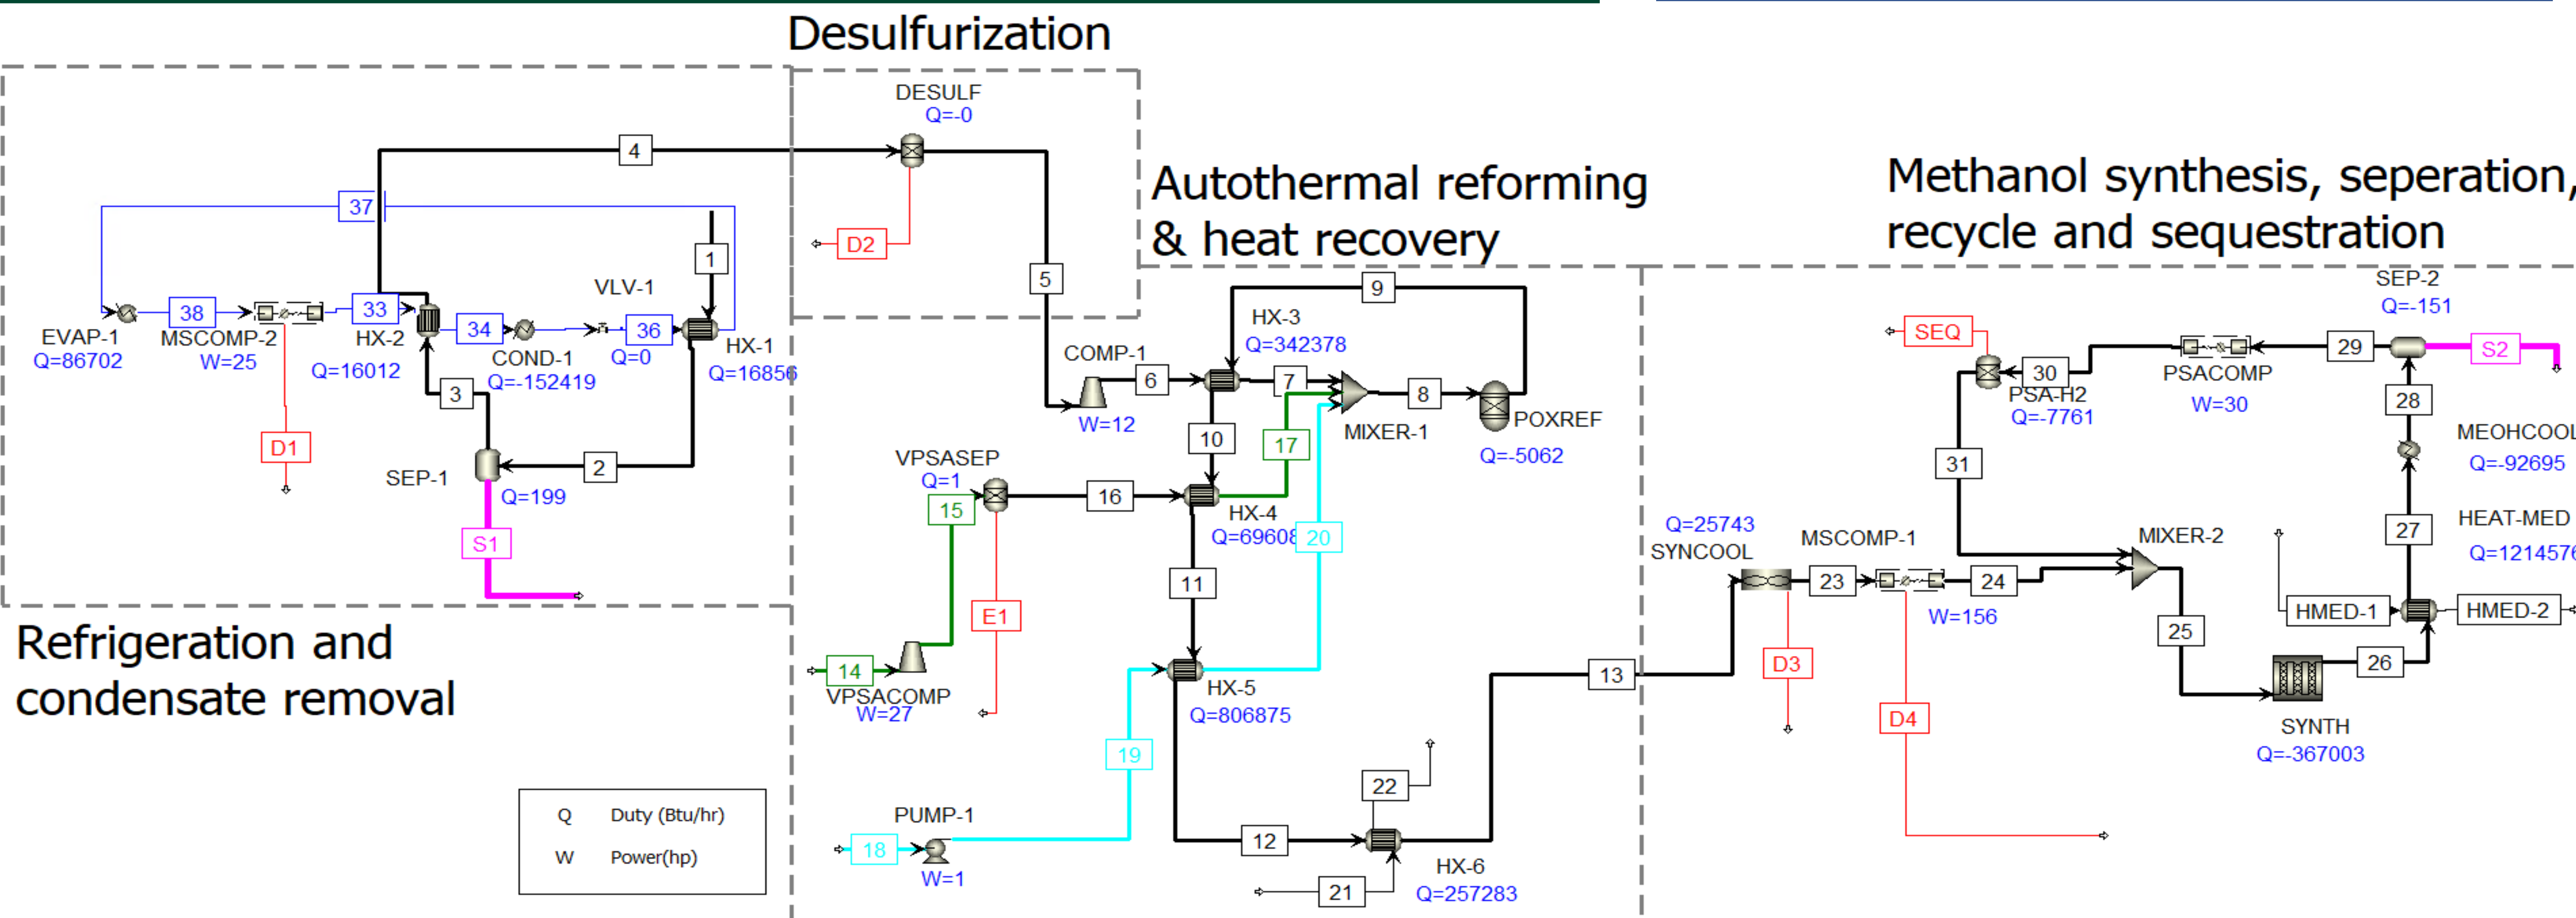 Desulfurization
DESULF
Q=-0
4
D2
5
Autothermal reforming
& heat recovery
Methanol synthesis, seperation,
recycle and sequestration
37
1
VLV-1
38
33
34
36
EVAP-1
Q=86702
MSCOMP-2
W=25
HX-2
Q=16012
COND-1
Q=-152419
Q=0
HX-1
Q=16856
3
D1
SEP-1
2
Q=199
S1
Refrigeration and
condensate removal
Q Duty (Btu/hr)
W Power(hp)
9
HX-3
Q=342378
COMP-1
6
W=12
7
8
MIXER-1
POXREF
Q=-5062
10
17
VPSASEP
Q=1
15
16
HX-4
Q=69608
20
11
E1
14
VPSACOMP
W=27
HX-5
Q=806875
19
PUMP-1
18
W=1
12
22
21
HX-6
Q=257283
13
Q=25743
SYNCOOL
23
MSCOMP-1
24
W=156
D3
D4
SEQ
30
PSA-H2
Q=-7761
PSACOMP
W=30
29
SEP-2
Q=-151
S2
28
MEOHCOOL
Q=-92695
31
27
HEAT-MED
Q=1214576
MIXER-2
HMED-1
HMED-2
25
26
SYNTH
Q=-367003